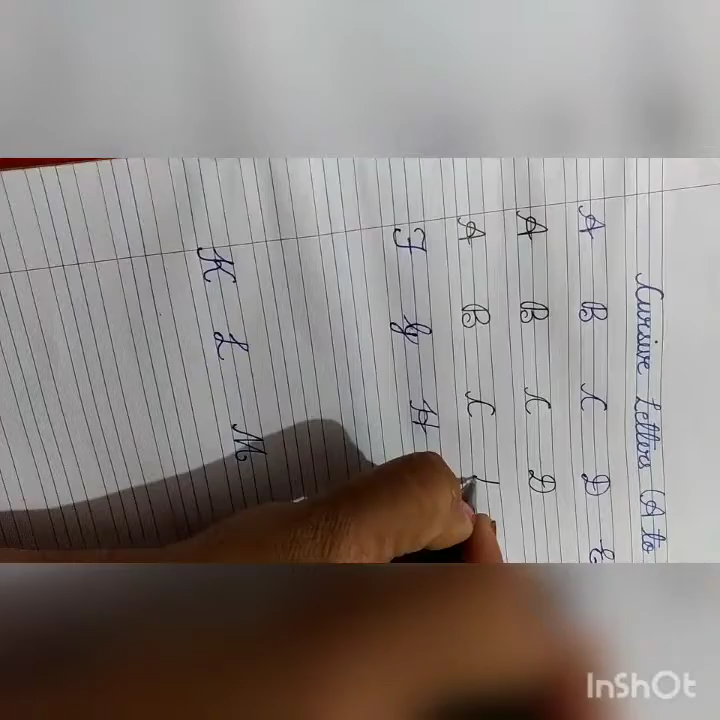 Cursive Letters (A to
A B C D E
A B C D
A B C
F G H
K L M
InShOt